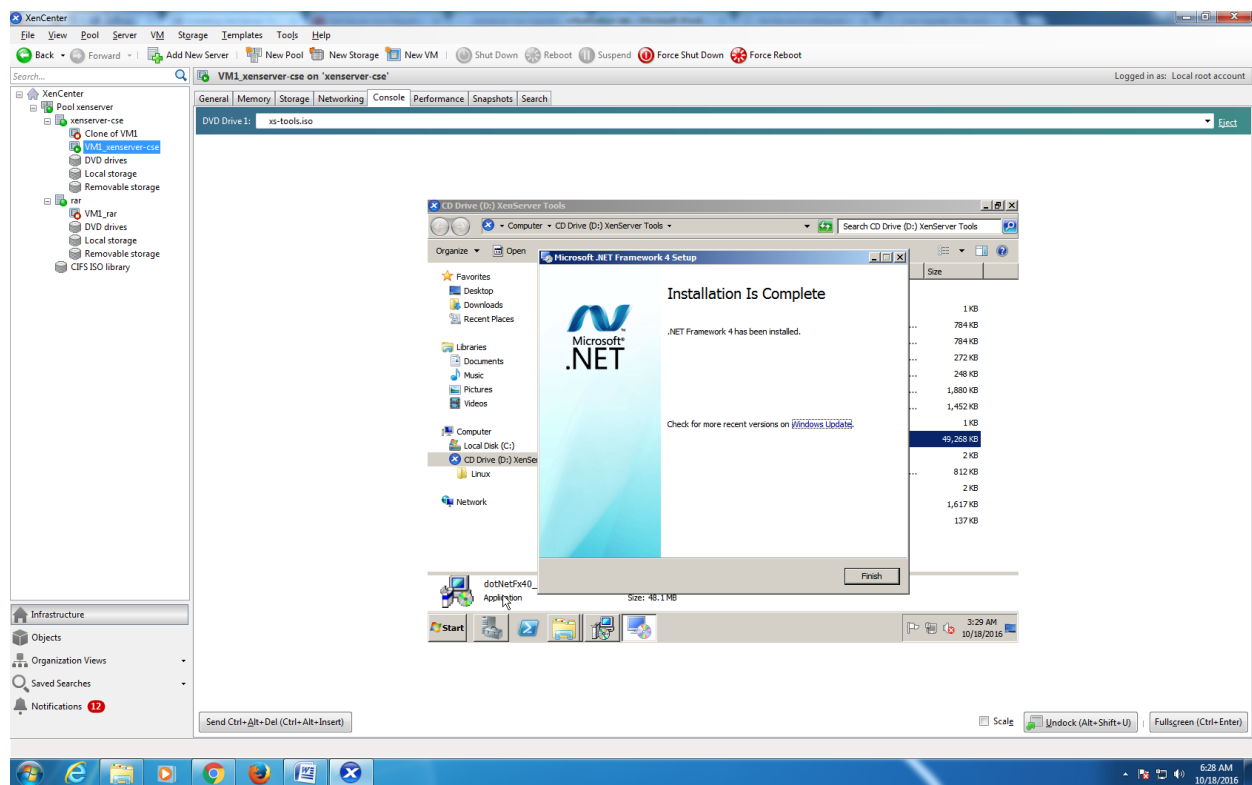 XenCenter
File View Pool Server VM Storage Templates Tools Help
Back Forward Add New Server New Pool New Storage New VM Shut Down Reboot Suspend Force Shut Down Force Reboot
Search...
VM1_xenserver-cse on 'xenserver-cse'
Logged in as: Local root account
XenCenter
Pool xenserver
xenserver-cse
Clone of VM1
VM1_xenserver-cse
DVD drives
Local storage
Removable storage
rar
VM1_rar
DVD drives
Local storage
Removable storage
CIFS ISO library
General Memory Storage Networking Console Performance Snapshots Search
DVD Drive 1: xs-tools.iso
Eject
CD Drive (D:) XenServer Tools
Computer CD Drive (D:) XenServer Tools
Search CD Drive (D:) XenServer Tools
Organize Open
Favorites
Desktop
Downloads
Recent Places
Libraries
Documents
Music
Pictures
Videos
Computer
Local Disk (C:)
CD Drive (D:) XenSer
Linux
Network
Microsoft .NET Framework 4 Setup
Installation Is Complete
.NET Framework 4 has been installed.
Microsoft®
.NET
Check for more recent versions on Windows Update.
Finish
Size
1 KB
... 784 KB
... 784 KB
... 272 KB
... 248 KB
... 1,880 KB
... 1,452 KB
1 KB
49,268 KB
2 KB
... 812 KB
2 KB
1,617 KB
137 KB
dotNetFx40_
Application
Size: 48.1 MB
Start
3:29 AM
10/18/2016
Infrastructure
Objects
Organization Views
Saved Searches
Notifications 12
Send Ctrl+Alt+Del (Ctrl+Alt+Insert)
Scale
Undock (Alt+Shift+U)
Fullscreen (Ctrl+Enter)
6:28 AM
10/18/2016